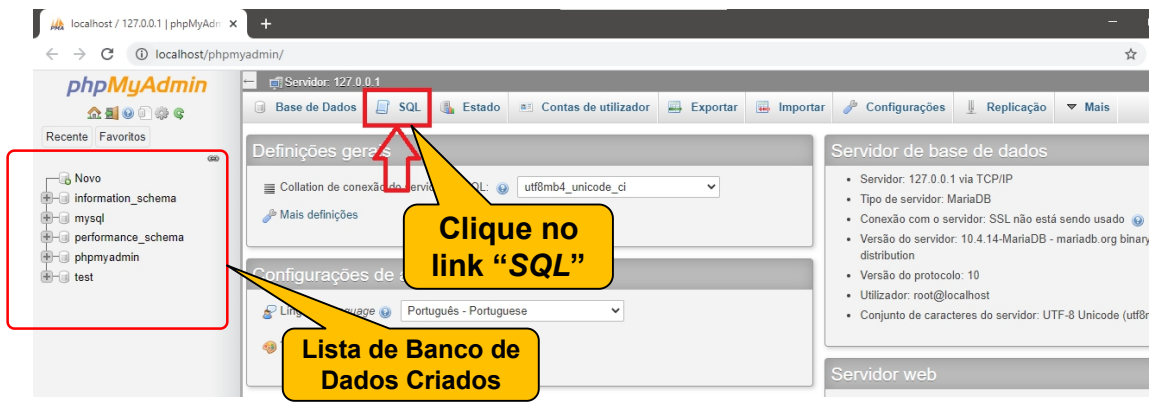 localhost / 127.0.0.1 | phpMyAdm
localhost/phpmyadmin/
phpMyAdmin
Recente Favoritos
Novo
information_schema
mysql
performance_schema
phpmyadmin
test
Servidor: 127.0.0.1
Base de Dados SQL Estado Contas de utilizador Exportar Importar Configurações Replicação Mais
Definições gerais
Collation de conexão do
utf8mb4_unicode_ci
Mais definições
Clique no
link “SQL”
Configurações de
Português - Portuguese
Lista de Banco de
Dados Criados
Servidor de base de dados
Servidor: 127.0.0.1 via TCP/IP
Tipo de servidor: MariaDB
Conexão com o servidor: SSL não está sendo usado
Versão do servidor: 10.4.14-MariaDB - mariadb.org binary
distribution
Versão do protocolo: 10
Utilizador: root@localhost
Conjunto de caracteres do servidor: UTF-8 Unicode (utf8
Servidor web